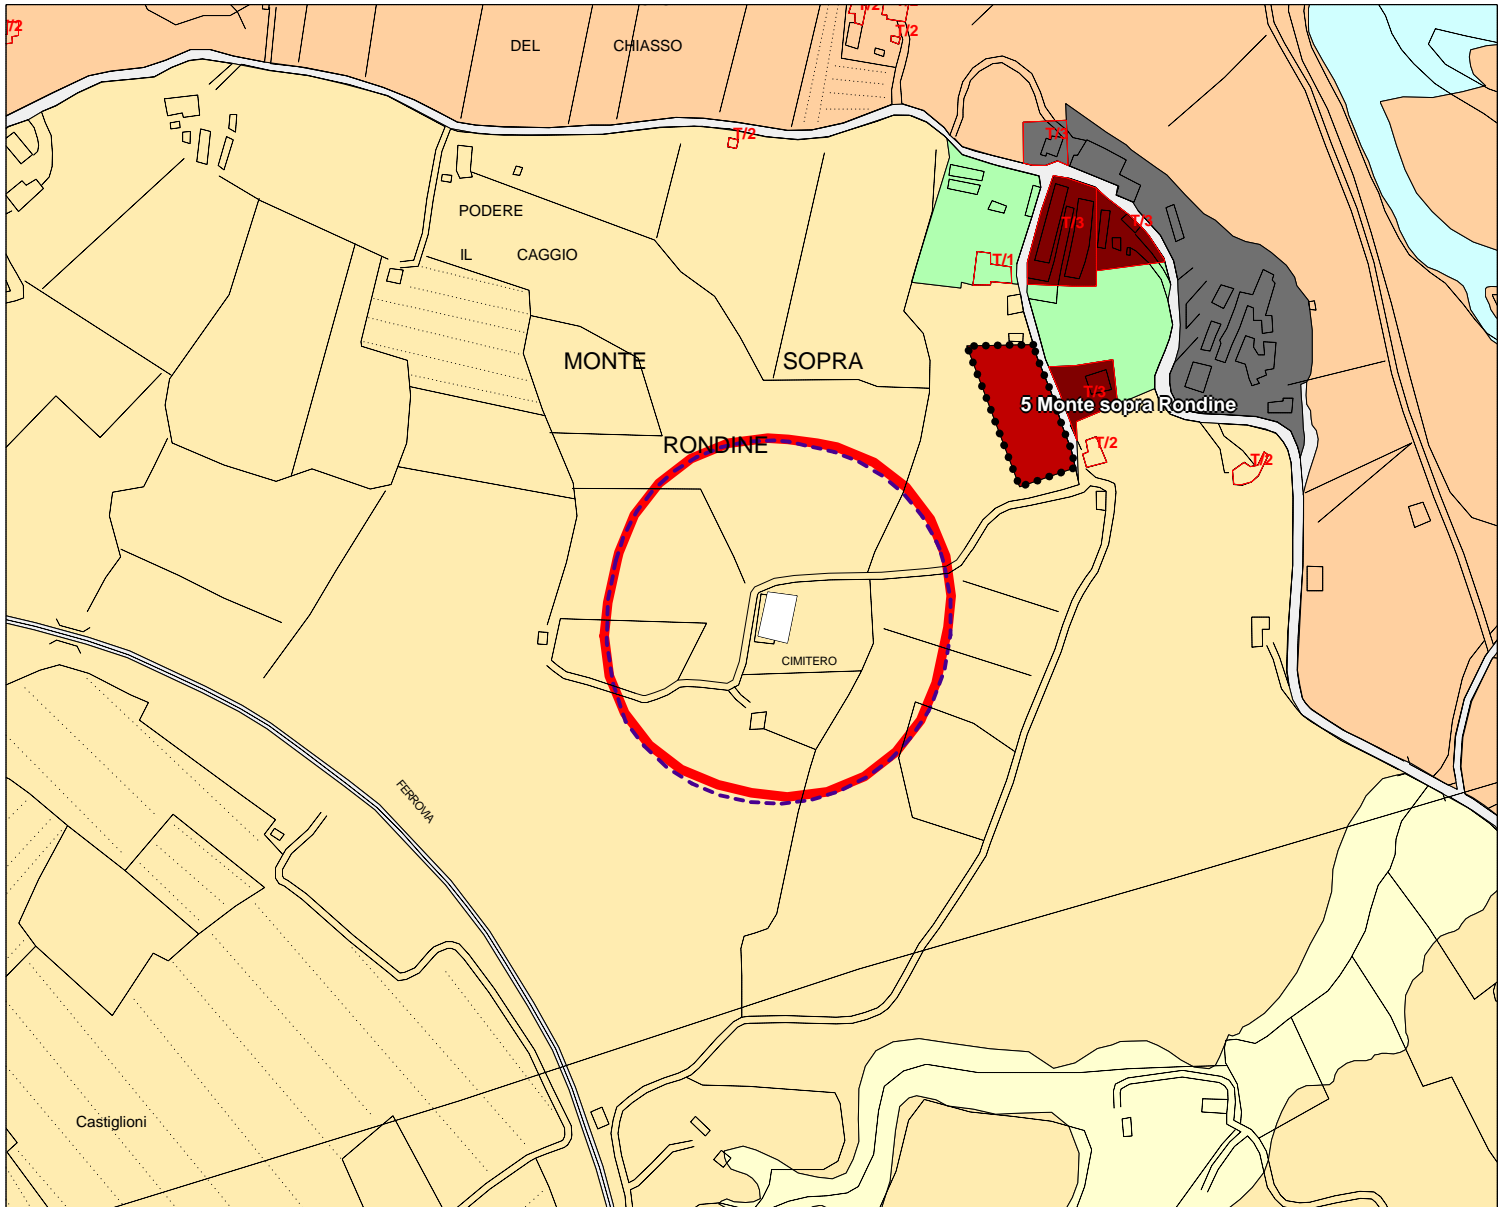 T/2
T/2
T/2
DEL CHIASSO
T/2
T/3
PODERE
IL CAGGIO
T/3
T/3
T/1
MONTE SOPRA
RONDINE
T/3
5 Monte sopra Rondine
T/2
T/2
CIMITERO
FERROVIA
Castiglioni